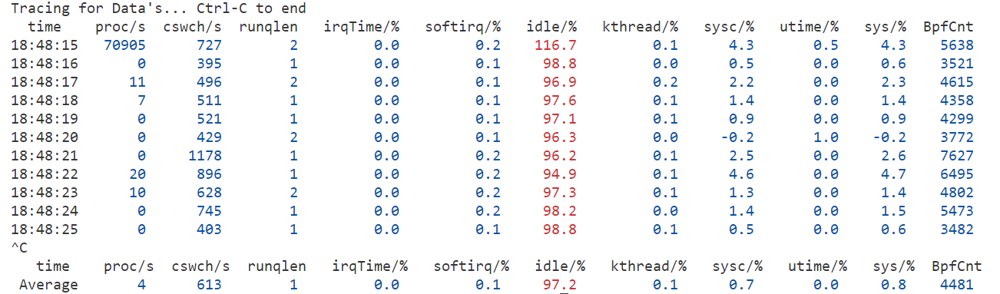 Tracing for Data's... Ctrl-C to end
time proc/s cswch/s runqlen irqTime/% softirq/% idle/% kthread/% sysc/% utime/% sys/% BpfCnt
18:48:15 70905 727 2 0.0 0.2 116.7 0.1 4.3 0.5 4.3 5638
18:48:16 0 395 1 0.0 0.1 98.8 0.0 0.5 0.0 0.6 3521
18:48:17 11 496 2 0.0 0.1 96.9 0.2 2.2 0.0 2.3 4615
18:48:18 7 511 1 0.0 0.1 97.6 0.1 1.4 0.0 1.4 4358
18:48:19 0 521 1 0.0 0.1 97.1 0.1 0.9 0.0 0.9 4299
18:48:20 0 429 2 0.0 0.1 96.3 0.0 -0.2 1.0 -0.2 3772
18:48:21 0 1178 1 0.0 0.2 96.2 0.1 2.5 0.0 2.6 7627
18:48:22 20 896 1 0.0 0.2 94.9 0.1 4.6 0.0 4.7 6495
18:48:23 10 628 2 0.0 0.2 97.3 0.1 1.3 0.0 1.4 4802
18:48:24 0 745 1 0.0 0.2 98.2 0.0 1.4 0.0 1.5 5473
18:48:25 0 403 1 0.0 0.1 98.8 0.1 0.5 0.0 0.6 3482
^C
time proc/s cswch/s runqlen irqTime/% softirq/% idle/% kthread/% sysc/% utime/% sys/% BpfCnt
Average 4 613 1 0.0 0.1 97.2 0.1 0.7 0.0 0.8 4481